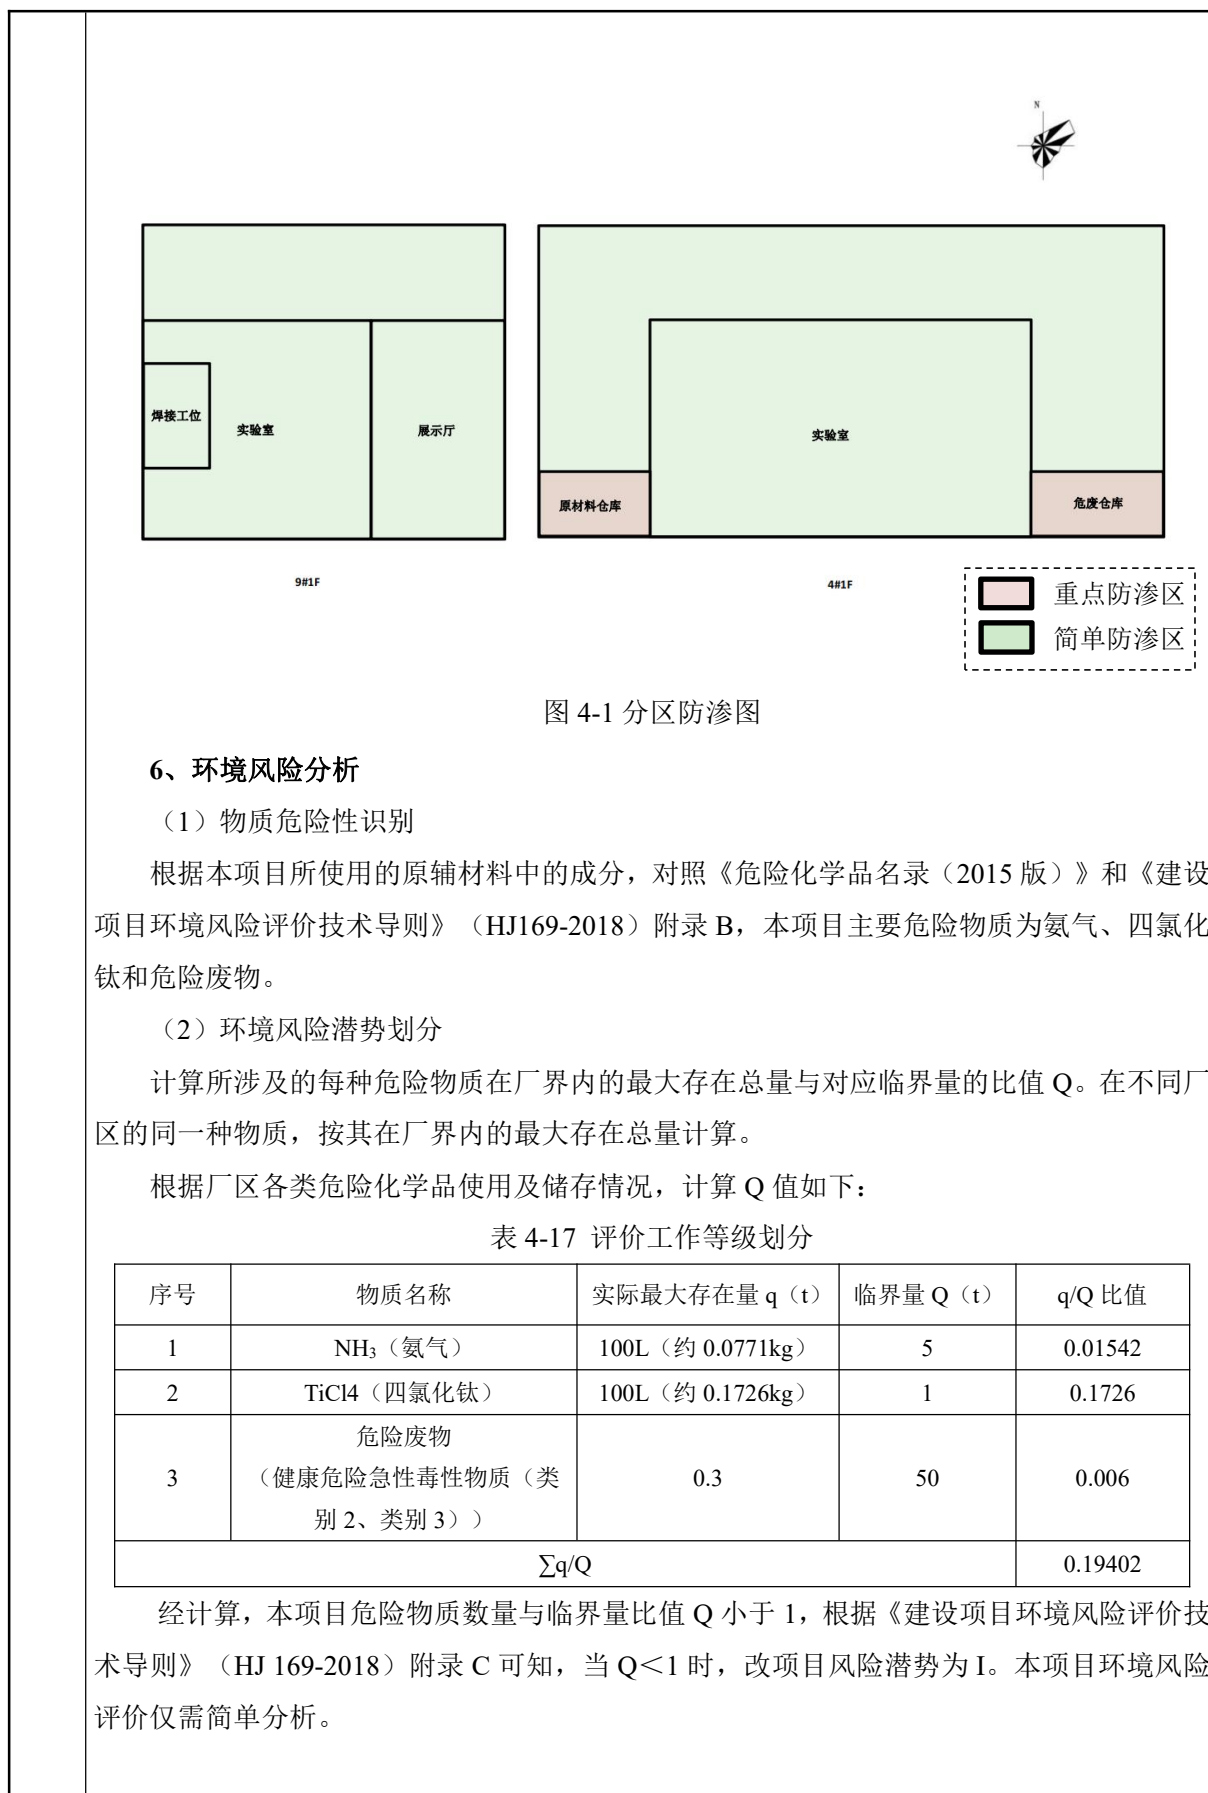 N
焊接工位
实验室
展示厅
实验室
原材料仓库
危废仓库
9#1F
4#1F
重点防渗区
简单防渗区
图 4-1 分区防渗图
6、环境风险分析
（1）物质危险性识别
根据本项目所使用的原辅材料中的成分，对照《危险化学品名录（2015 版）》和《建设
项目环境风险评价技术导则》（HJ169-2018）附录 B，本项目主要危险物质为氨气、四氯化
钛和危险废物。
（2）环境风险潜势划分
计算所涉及的每种危险物质在厂界内的最大存在总量与对应临界量的比值 Q。在不同厂
区的同一种物质，按其在厂界内的最大存在总量计算。
根据厂区各类危险化学品使用及储存情况，计算 Q 值如下：
表 4-17 评价工作等级划分
序号 物质名称 实际最大存在量 q（t） 临界量 Q（t） q/Q 比值
1 NH₃（氨气） 100L（约 0.0771kg） 5 0.01542
2 TiCl4（四氯化钛） 100L（约 0.1726kg） 1 0.1726
危险废物
3 （健康危险急性毒性物质（类 0.3 50 0.006
别 2、类别 3））
∑q/Q 0.19402
经计算，本项目危险物质数量与临界量比值 Q 小于 1，根据《建设项目环境风险评价技
术导则》（HJ 169-2018）附录 C 可知，当 Q＜1 时，改项目风险潜势为 I。本项目环境风险
评价仅需简单分析。